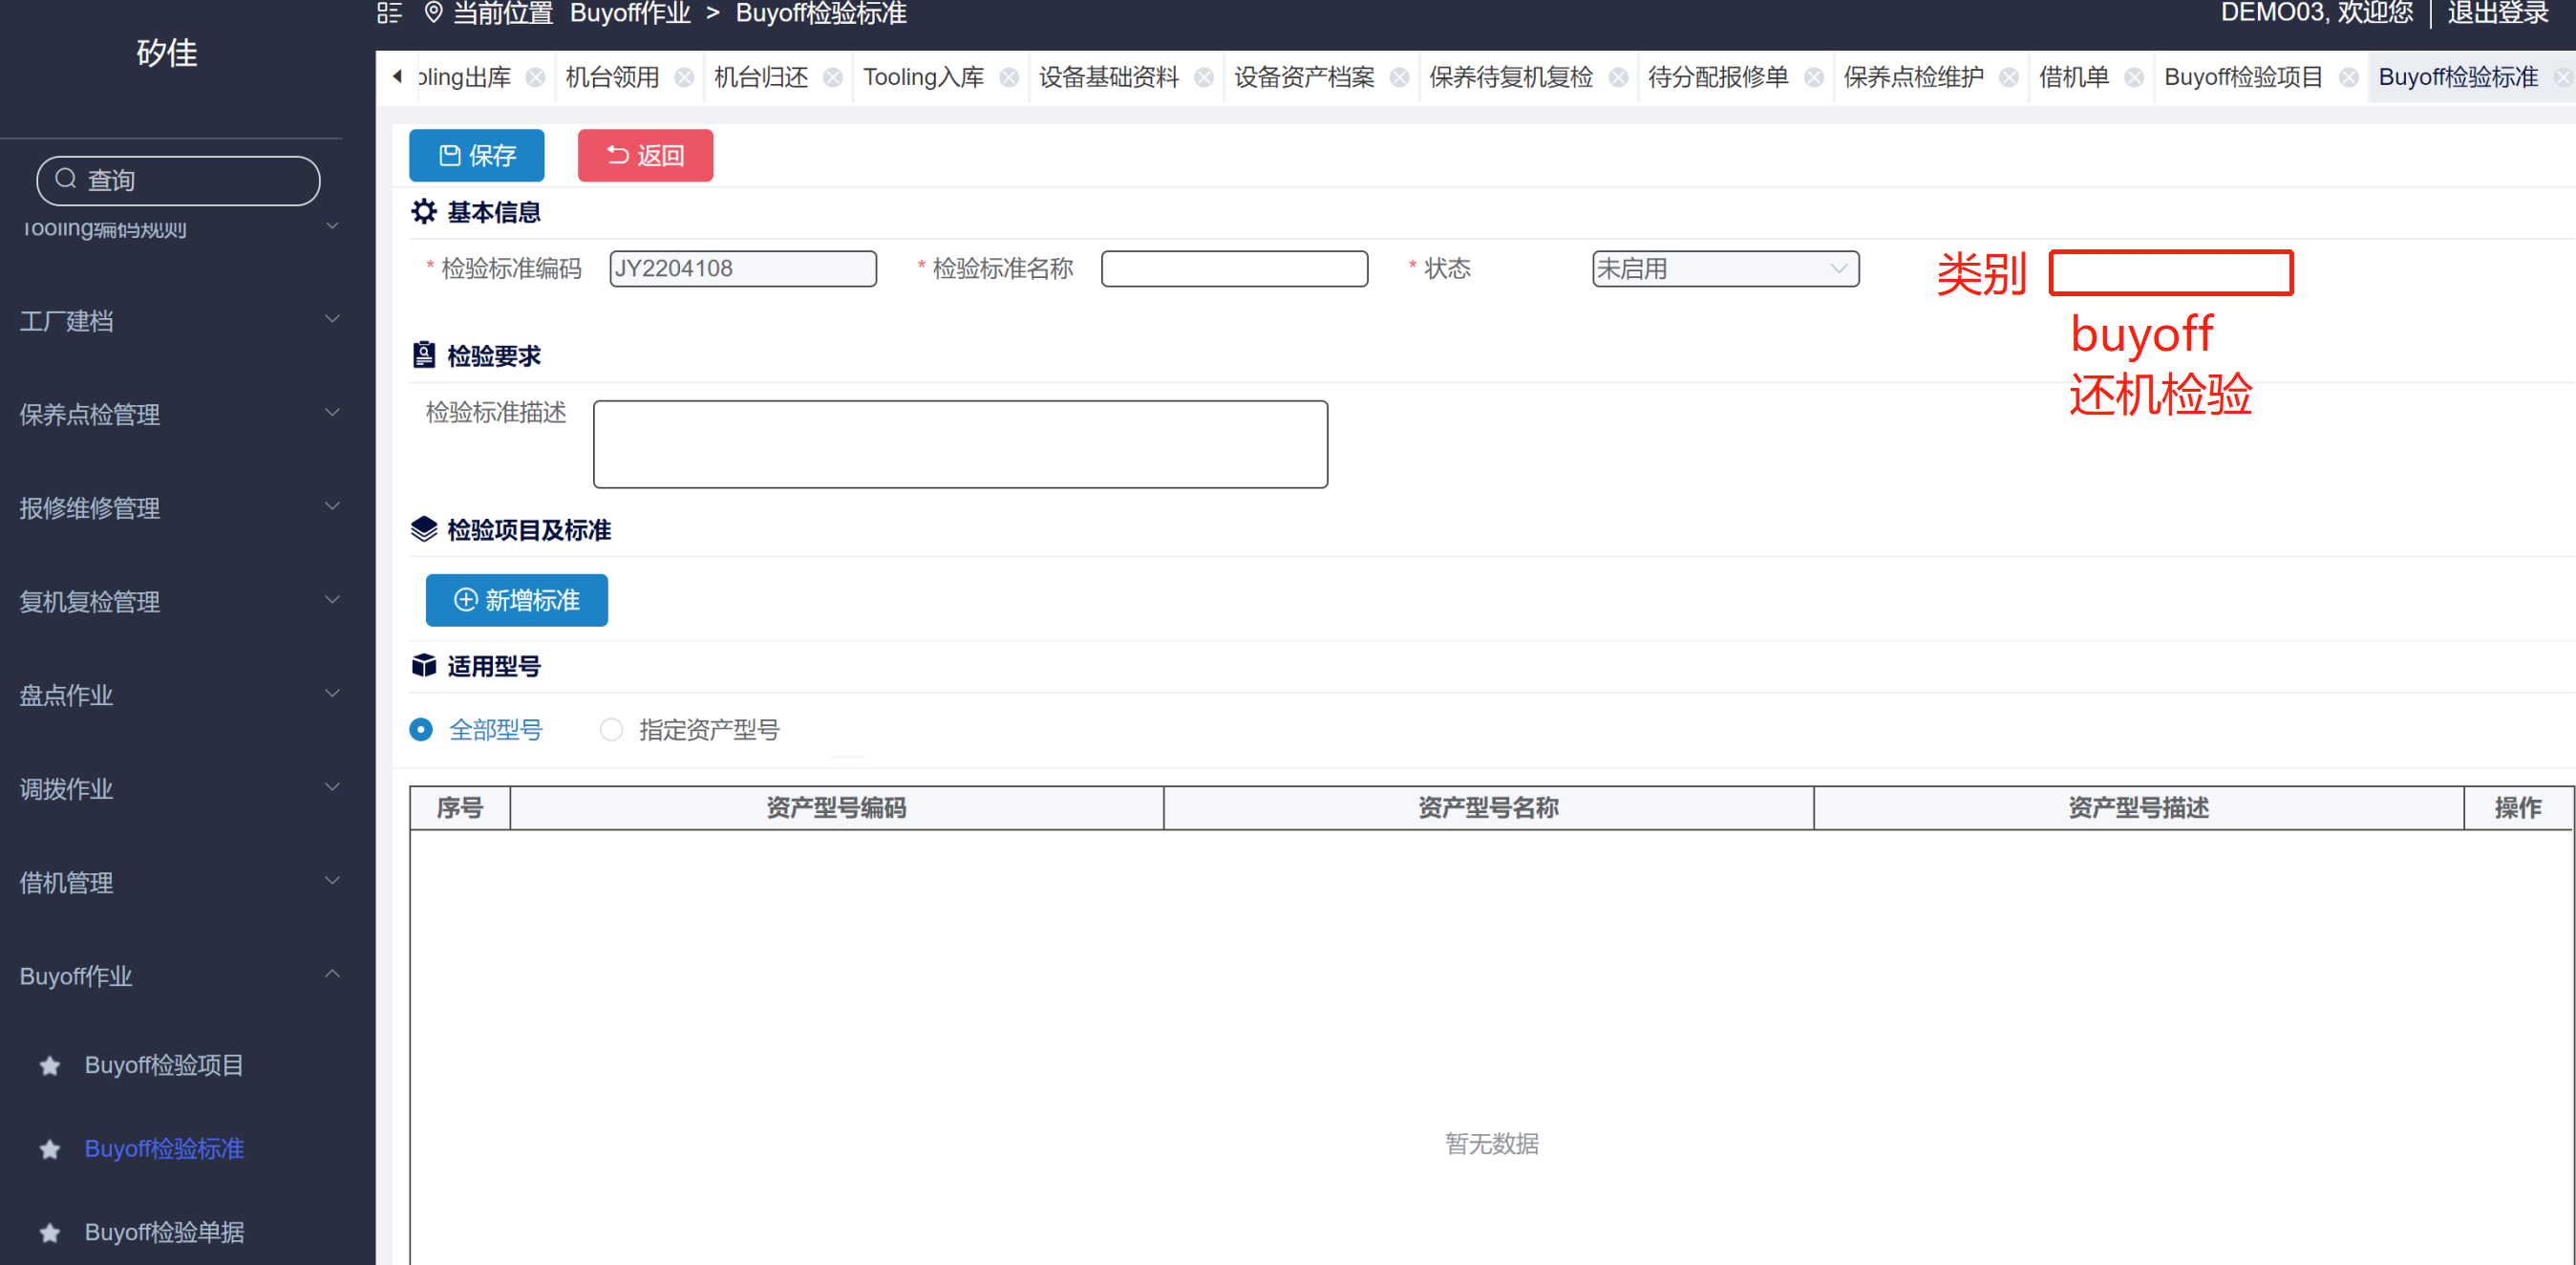 矽佳
查询
Tooling编码规则
工厂建档
保养点检管理
报修维修管理
复机复检管理
盘点作业
调拨作业
借机管理
Buyoff作业
Buyoff检验项目
Buyoff检验标准
Buyoff检验单据
当前位置 Buyoff作业 > Buyoff检验标准
DEMO03, 欢迎您 退出登录
oling出库 机台领用 机台归还 Tooling入库 设备基础资料 设备资产档案 保养待复机复检 待分配报修单 保养点检维护 借机单 Buyoff检验项目 Buyoff检验标准
保存 返回
基本信息
* 检验标准编码 JY2204108 * 检验标准名称 * 状态 未启用 类别
buyoff
还机检验
检验要求
检验标准描述
检验项目及标准
新增标准
适用型号
全部型号 指定资产型号
序号 资产型号编码 资产型号名称 资产型号描述 操作
暂无数据